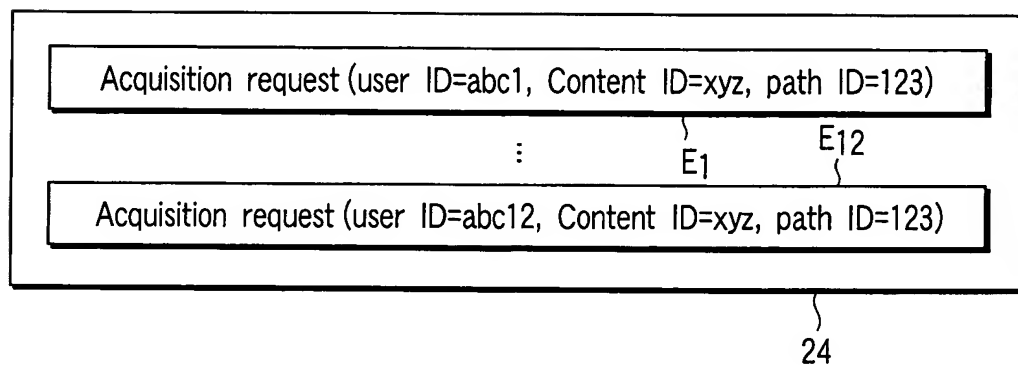 Acquisition request (user ID=abc1, Content ID=xyz, path ID=123)
E1
⋮
E12
Acquisition request (user ID=abc12, Content ID=xyz, path ID=123)
24